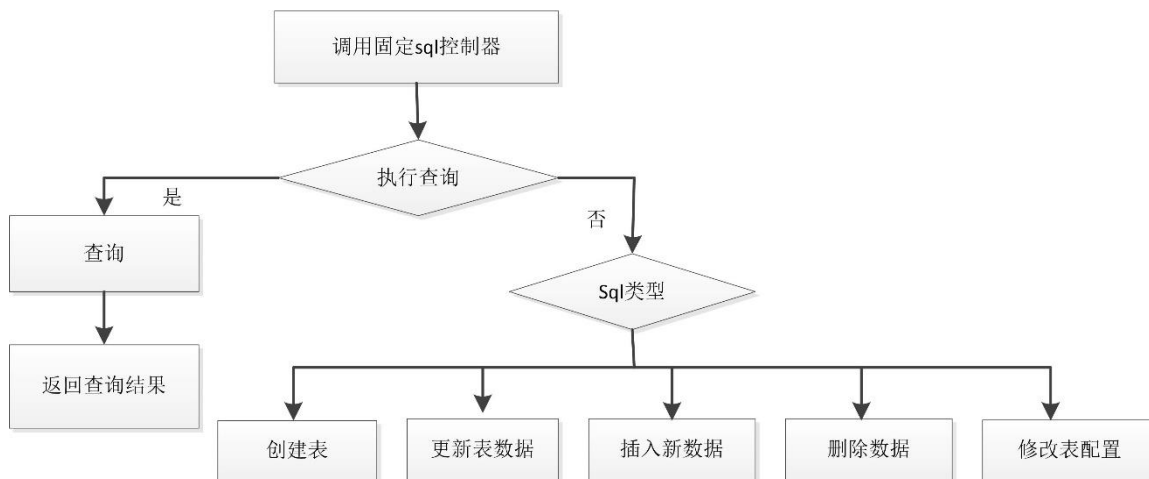 调用固定sql控制器
执行查询
是
否
查询
Sql类型
返回查询结果
创建表
更新表数据
插入新数据
删除数据
修改表配置